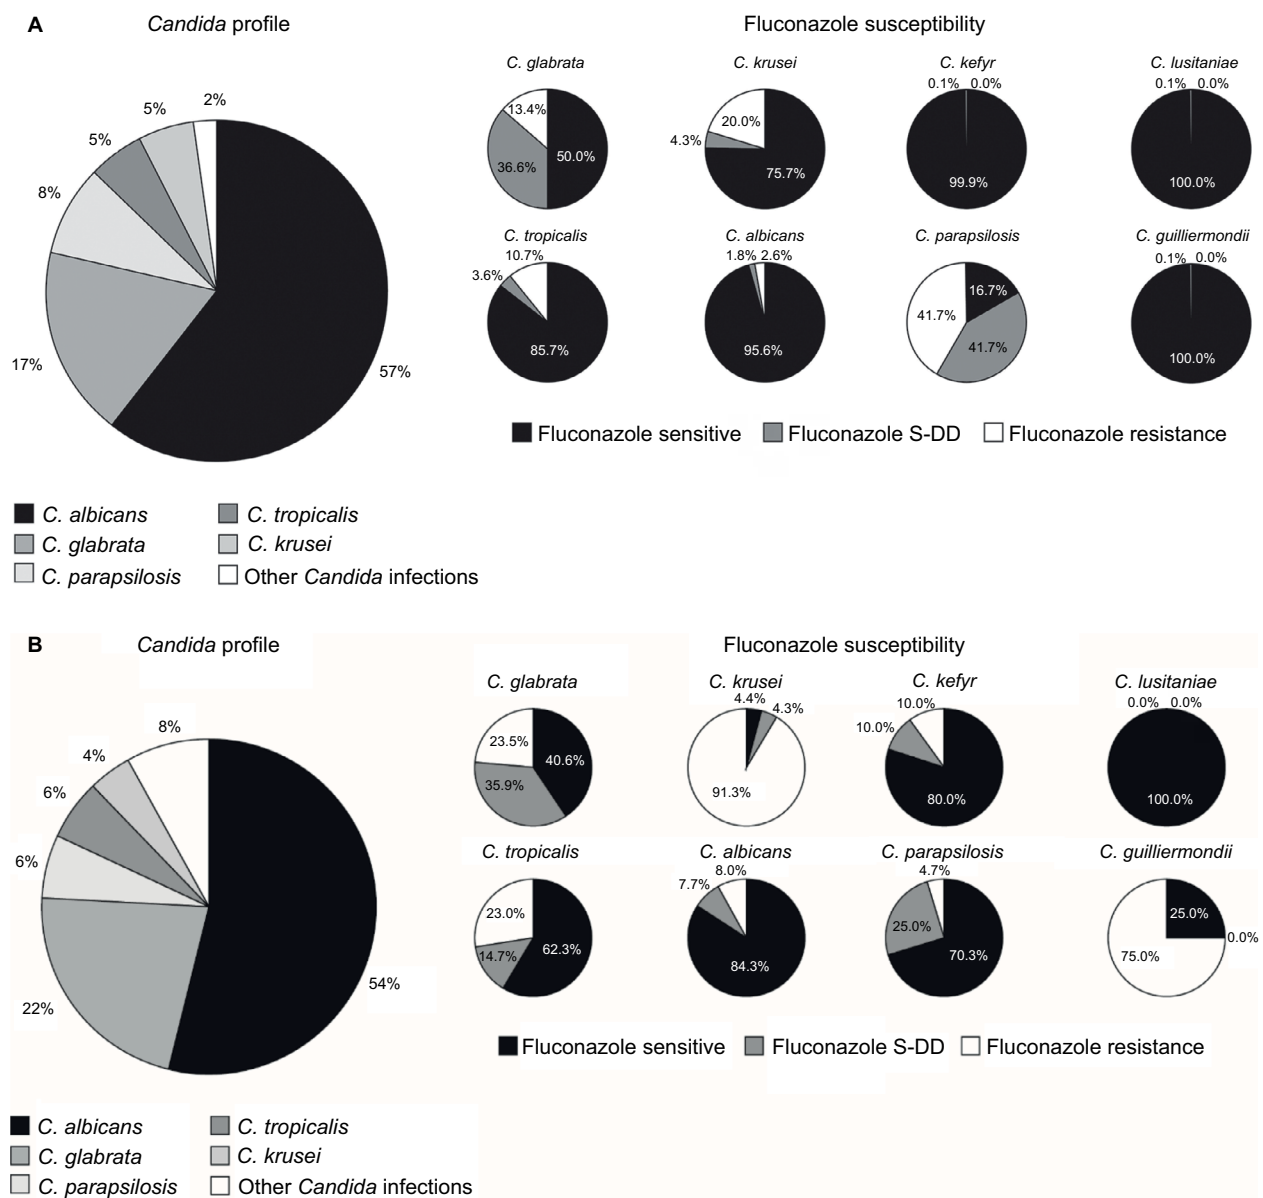 A
Candida profile
Fluconazole susceptibility
2%
5%
5%
8%
17%
57%
C. glabrata
13.4%
36.6%
50.0%
C. krusei
20.0%
4.3%
75.7%
C. kefyr
0.1% 0.0%
99.9%
C. lusitaniae
0.1% 0.0%
100.0%
C. tropicalis
10.7%
3.6%
85.7%
C. albicans
1.8% 2.6%
95.6%
C. parapsilosis
16.7%
41.7%
41.7%
C. guilliermondii
0.1% 0.0%
100.0%
Fluconazole sensitive Fluconazole S-DD Fluconazole resistance
C. albicans C. tropicalis
C. glabrata C. krusei
C. parapsilosis Other Candida infections
B
Candida profile
Fluconazole susceptibility
8%
4%
6%
6%
22%
54%
C. glabrata
23.5%
40.6%
35.9%
C. krusei
4.4%
4.3%
91.3%
C. kefyr
10.0%
10.0%
80.0%
C. lusitaniae
0.0% 0.0%
100.0%
C. tropicalis
23.0%
62.3%
14.7%
C. albicans
8.0%
7.7%
84.3%
C. parapsilosis
4.7%
25.0%
70.3%
C. guilliermondii
25.0%
0.0%
75.0%
Fluconazole sensitive Fluconazole S-DD Fluconazole resistance
C. albicans C. tropicalis
C. glabrata C. krusei
C. parapsilosis Other Candida infections